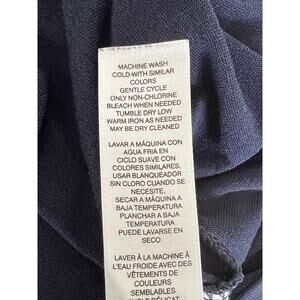 MACHINE WASH
COLD-WITH SIMILAR
COLORS
GENTLE CYCLE
ONLY NON-CHLORINE
BLEACH WHEN NEEDED
TUMBLE DRY LOW
WARM IRON AS NEEDED
MAY BE DRY CLEANED
LAVAR A MÁQUINA CON
AGUA FRIA EN
CICLO SUAVE CON
COLORES SIMILARES.
USAR BLANQUEADOR
SIN CLORO CUANDO SE
NECESITE.
SECAR A MÁQUINA A
BAJA TEMPERATURA
PLANCHAR A BAJA
TEMPERATURA
PUEDE LAVARSE EN
SECO
LAVER À LA MACHINE À
L'EAU FROIDE AVEC DES
VÊTEMENTS DE
COULEURS
SEMBLABLES